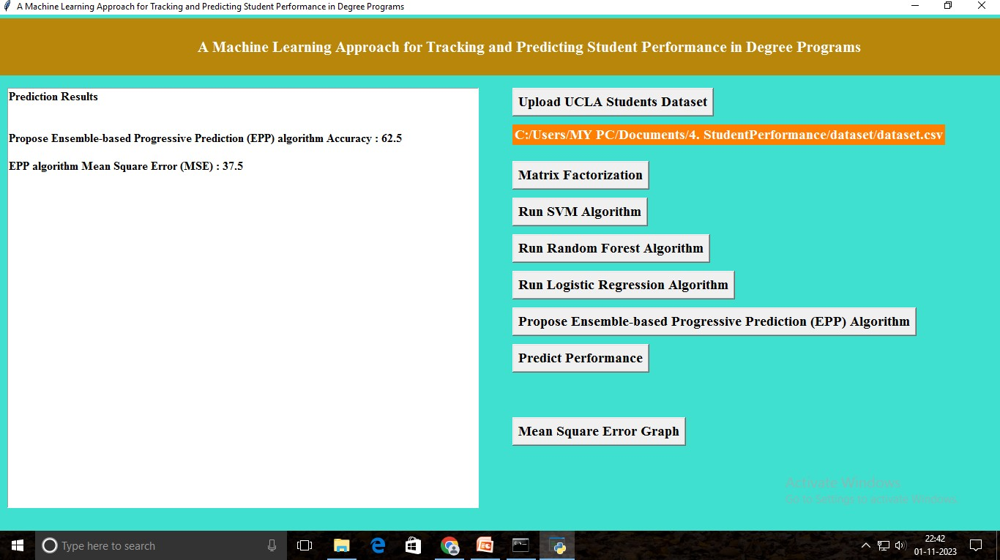 A Machine Learning Approach for Tracking and Predicting Student Performance in Degree Programs
A Machine Learning Approach for Tracking and Predicting Student Performance in Degree Programs
Prediction Results
Propose Ensemble-based Progressive Prediction (EPP) algorithm Accuracy : 62.5
EPP algorithm Mean Square Error (MSE) : 37.5
Upload UCLA Students Dataset
C:/Users/MY PC/Documents/4. StudentPerformance/dataset/dataset.csv
Matrix Factorization
Run SVM Algorithm
Run Random Forest Algorithm
Run Logistic Regression Algorithm
Propose Ensemble-based Progressive Prediction (EPP) Algorithm
Predict Performance
Mean Square Error Graph
Activate Windows
Go to Settings to activate Windows.
Type here to search
22:42
01-11-2023